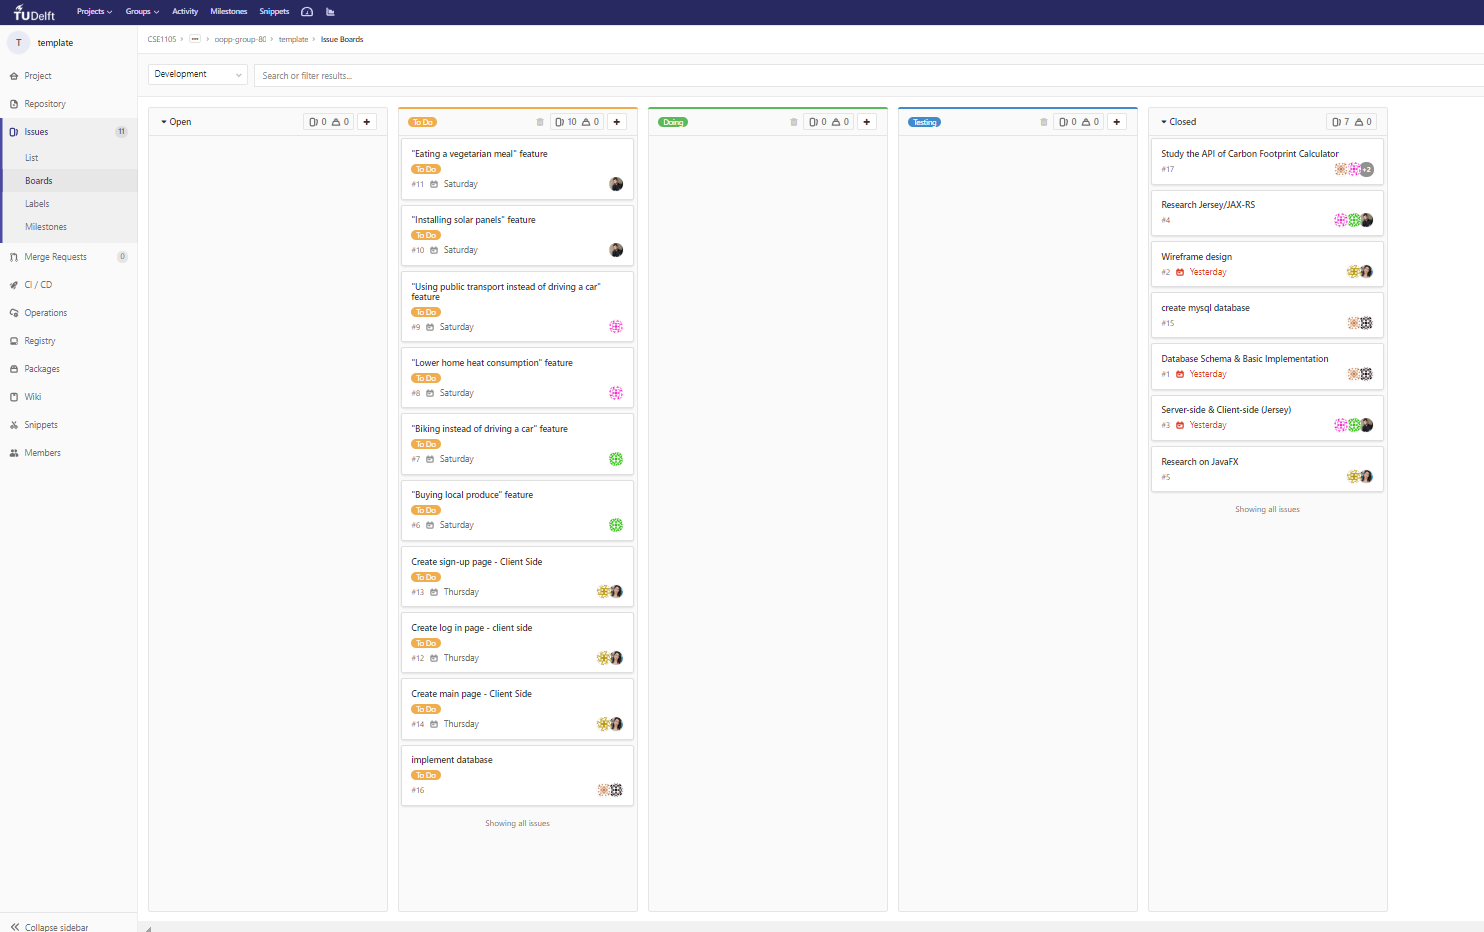 TUDelft
Projects
Groups
Activity
Milestones
Snippets
T
template
CSE1105 > ... > oopp-group-80 > template > Issue Boards
Project
Repository
Issues 11
List
Boards
Labels
Milestones
Merge Requests 0
CI / CD
Operations
Registry
Packages
Wiki
Snippets
Members
Collapse sidebar
Development
Search or filter results...
Open 0 0 +
To Do 10 0 +
"Eating a vegetarian meal" feature
To Do
#11 Saturday
"Installing solar panels" feature
To Do
#10 Saturday
"Using public transport instead of driving a car"
feature
To Do
#9 Saturday
"Lower home heat consumption" feature
To Do
#8 Saturday
"Biking instead of driving a car" feature
To Do
#7 Saturday
"Buying local produce" feature
To Do
#6 Saturday
Create sign-up page - Client Side
To Do
#13 Thursday
Create log in page - client side
To Do
#12 Thursday
Create main page - Client Side
To Do
#14 Thursday
implement database
To Do
#16
Showing all issues
Doing 0 0 +
Testing 0 0 +
Closed 7 0
Study the API of Carbon Footprint Calculator
#17 +2
Research Jersey/JAX-RS
#4
Wireframe design
#2 Yesterday
create mysql database
#15
Database Schema & Basic Implementation
#1 Yesterday
Server-side & Client-side (Jersey)
#3 Yesterday
Research on JavaFX
#5
Showing all issues